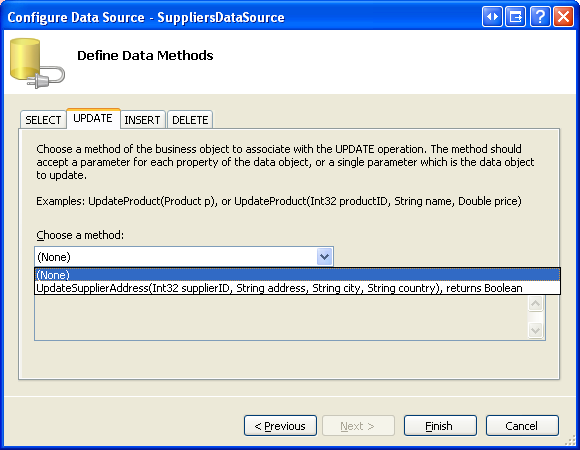 Configure Data Source - SuppliersDataSource
Define Data Methods
SELECT UPDATE INSERT DELETE
Choose a method of the business object to associate with the UPDATE operation. The method should
accept a parameter for each property of the data object, or a single parameter which is the data object
to update.
Examples: UpdateProduct(Product p), or UpdateProduct(Int32 productID, String name, Double price)
Choose a method:
(None)
(None)
UpdateSupplierAddress(Int32 supplierID, String address, String city, String country), returns Boolean
< Previous Next > Finish Cancel